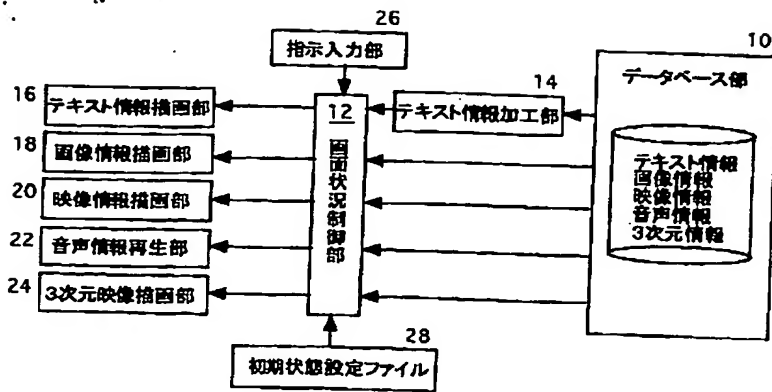 26
指示入力部
10
データベース部
16
テキスト情報描画部
12
画面状況制御部
14
テキスト情報加工部
18
画像情報描画部
20
映像情報描画部
22
音声情報再生部
24
3次元映像描画部
テキスト情報
画像情報
映像情報
音声情報
3次元情報
28
初期状態設定ファイル